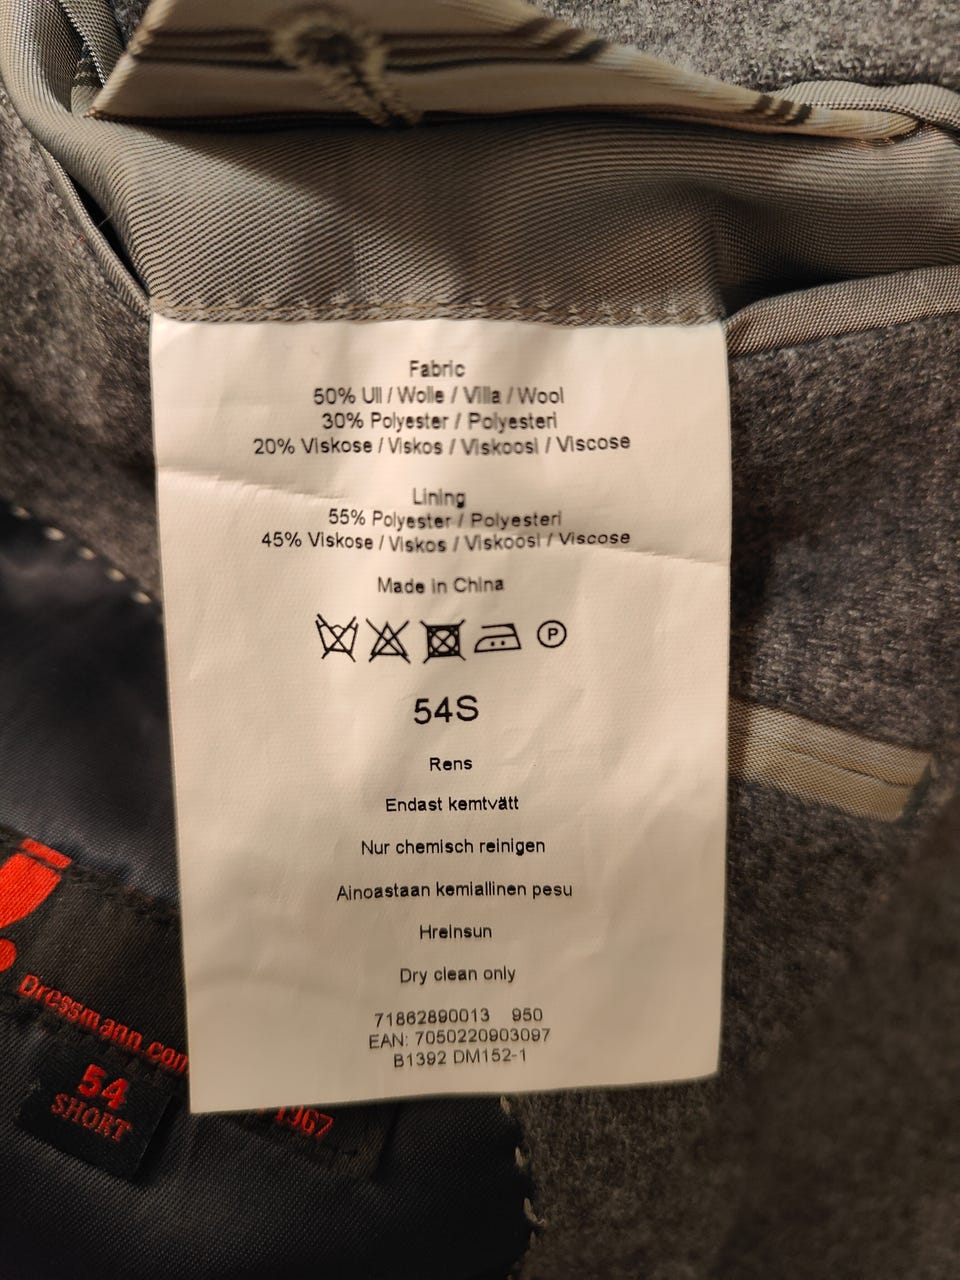 Fabric
50% Ull / Wolle / Villa / Wool
30% Polyester / Polyesteri
20% Viskose / Viskos / Viskoosi / Viscose
Lining
55% Polyester / Polyesteri
45% Viskose / Viskos / Viskoosi / Viscose
Made in China
P
54S
Rens
Endast kemtvätt
Nur chemisch reinigen
Ainoastaan kemiallinen pesu
Hreinsun
Dry clean only
71862890013 950
EAN: 7050220903097
B1392 DM152-1
Dressmann.com
54
SHORT
1967